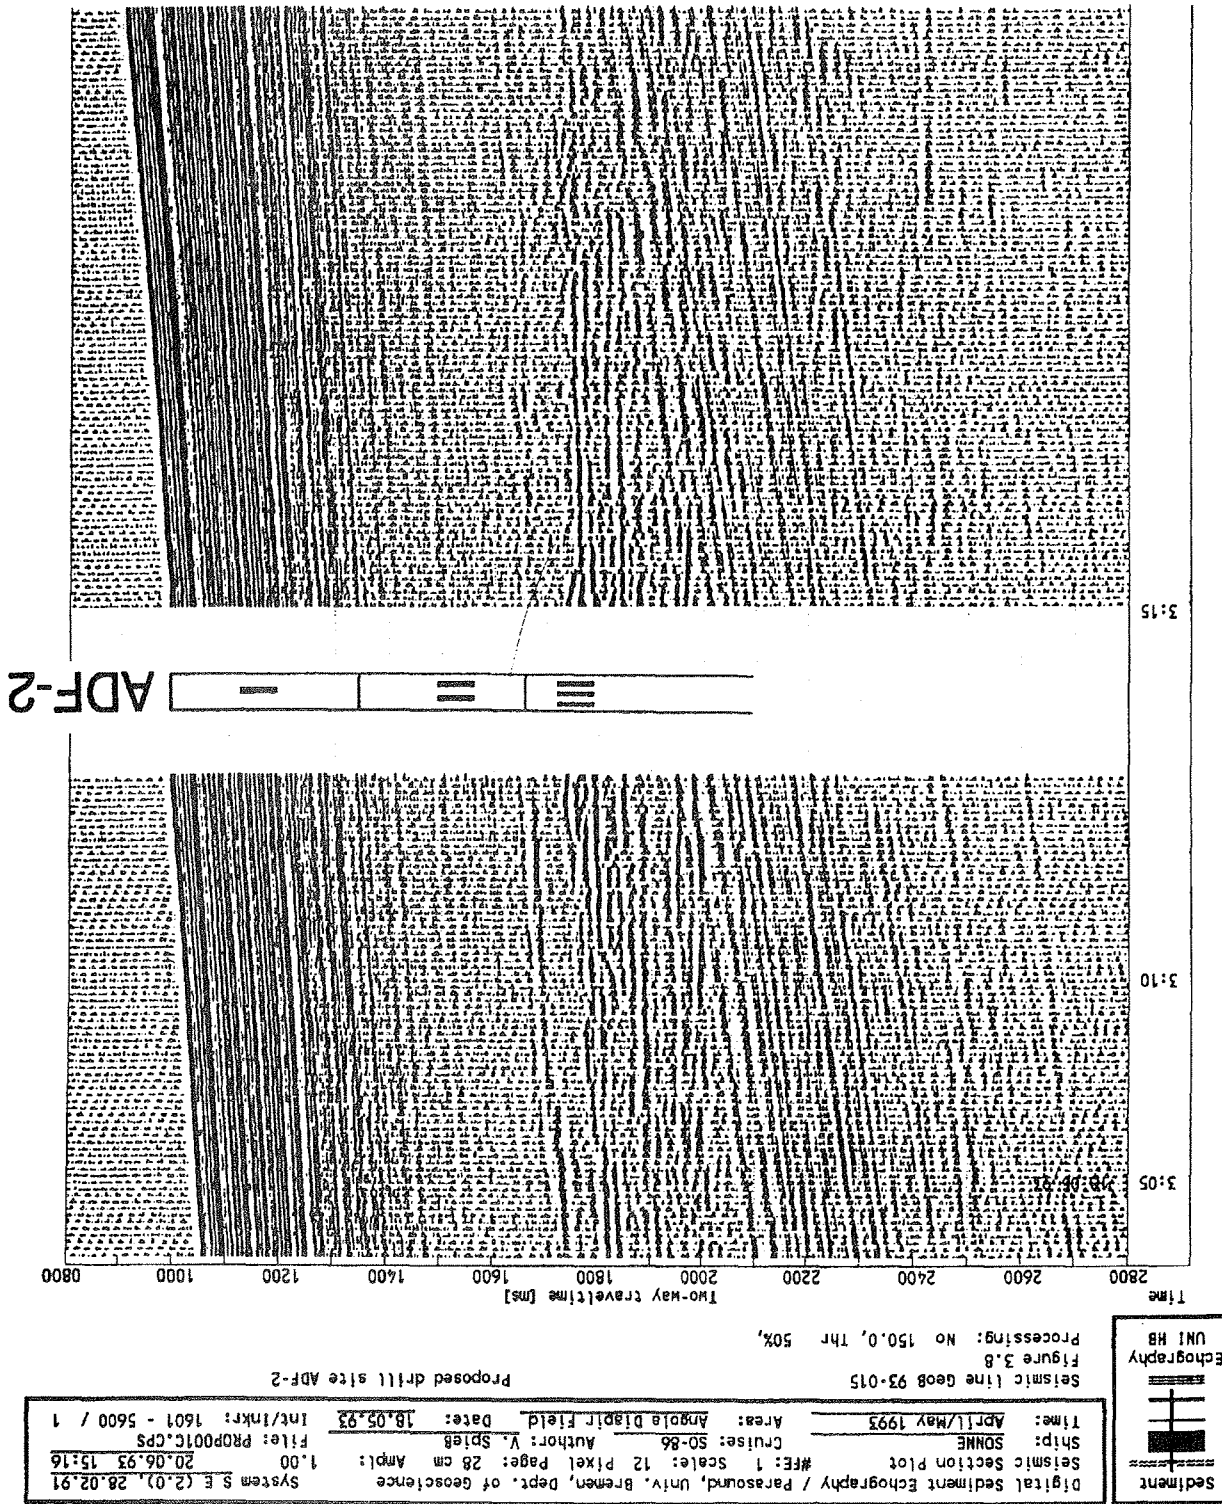 Sediment
Echography
UNI HB
Digital Sediment Echography / Parasound, Univ. Bremen, Dept. of Geoscience System S E (2.0), 28.02.91
Seismic Section Plot #FE: 1 Scale: 12 Pixel Page: 28 cm Ampl: 1.00 20.06.93 15:16
Ship: SONNE Cruise: SO-86 Author: V. Spieß File: PROP001C.CPS
Time: April/May 1993 Area: Angola Diapir Field Date: 18.05.93 Int/Inkr: 1601 - 5600 / 1
Seismic line GeoB 93-015 Proposed drill site ADF-2
Figure 3.8
Processing: No 150.0, Thr 50%,
Time
Two-way traveltime [ms]
2800 2600 2400 2200 2000 1800 1600 1400 1200 1000 0800
3:05
3:10
III II I ADF-2
3:15